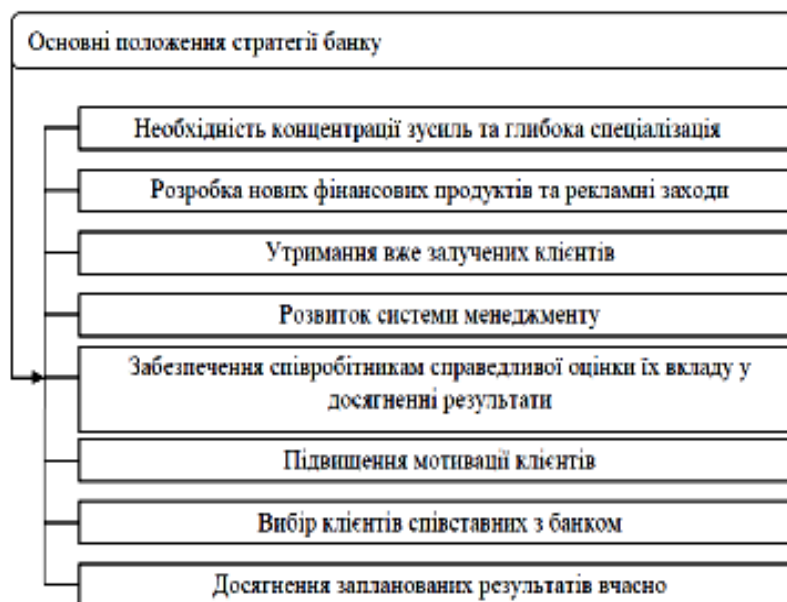 Основні положення стратегії банку
Необхідність концентрації зусиль та глибока спеціалізація
Розробка нових фінансових продуктів та рекламні заходи
Утримання вже залучених клієнтів
Розвиток системи менеджменту
Забезпечення співробітникам справедливої оцінки їх вкладу у
досягненні результати
Підвищення мотивації клієнтів
Вибір клієнтів співставних з банком
Досягнення запланованих результатів вчасно